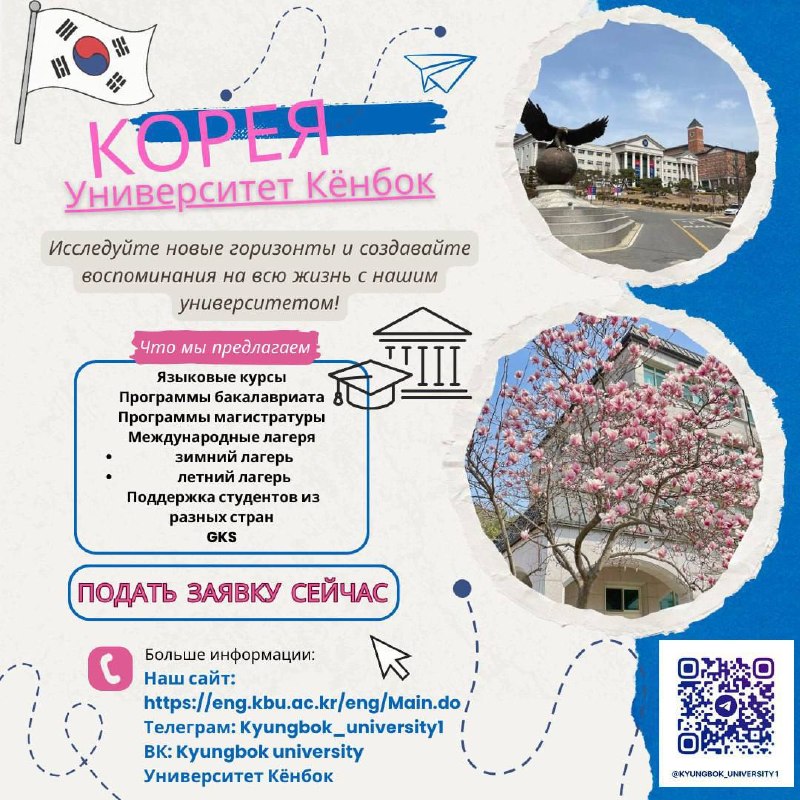 КОРЕЯ
Университет Кёнбок
Исследуйте новые горизонты и создавайте
воспоминания на всю жизнь с нашим
университетом!
Что мы предлагаем
Языковые курсы
Программы бакалавриата
Программы магистратуры
Международные лагеря
• зимний лагерь
• летний лагерь
Поддержка студентов из
разных стран
GKS
ПОДАТЬ ЗАЯВКУ СЕЙЧАС
Больше информации:
Наш сайт:
https://eng.kbu.ac.kr/eng/Main.do
Телеграм: Kyungbok_university1
ВК: Kyungbok university
Университет Кёнбок
@KYUNGBOK_UNIVERSITY1